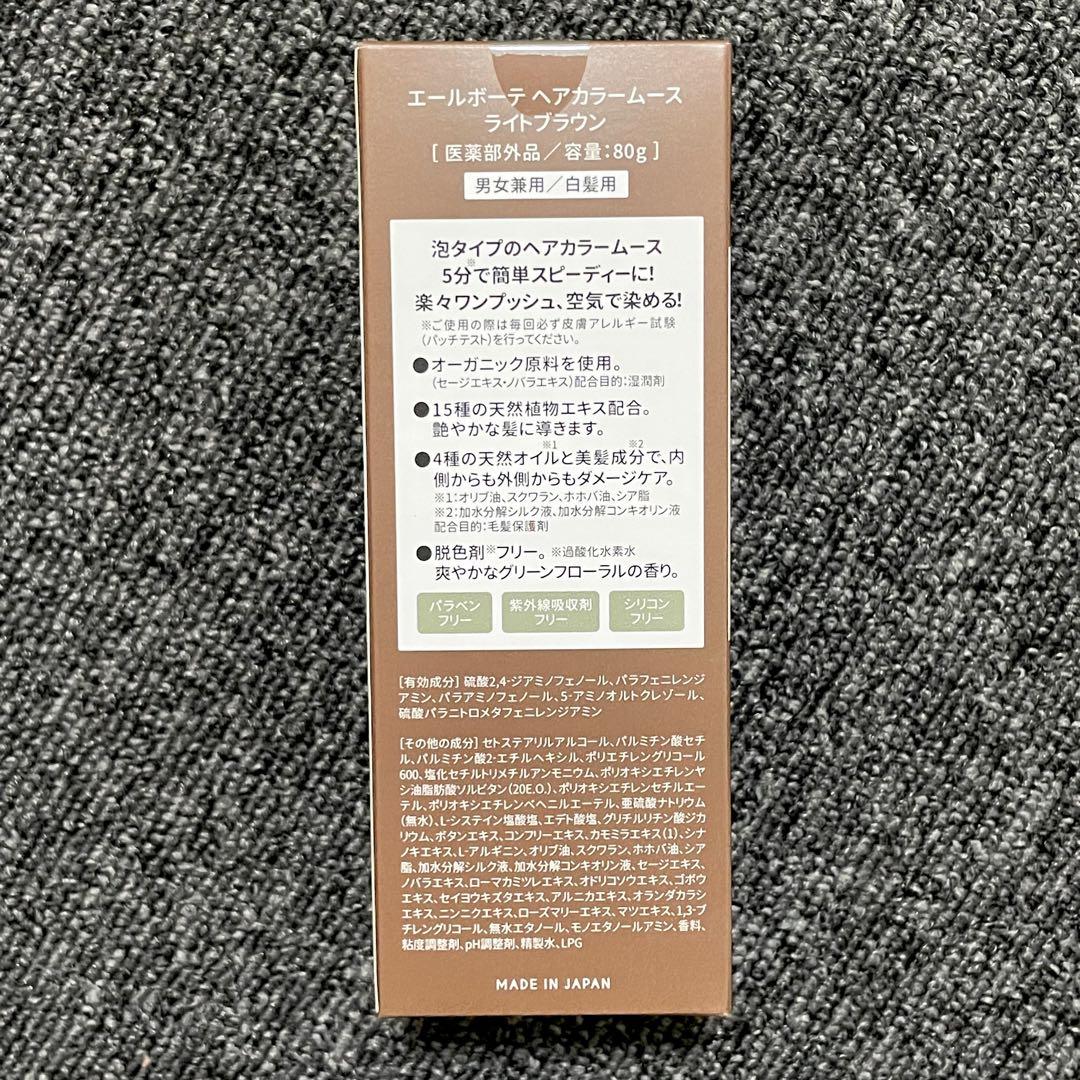 エールボーテ ヘアカラームース
ライトブラウン
[ 医薬部外品／容量：80g ]
男女兼用／白髪用
泡タイプのヘアカラームース
5分※で簡単スピーディーに！
楽々ワンプッシュ、空気で染める！
※ご使用の際は毎回必ず皮膚アレルギー試験
（パッチテスト）を行ってください。
●オーガニック原料を使用。
（セージエキス・ノバラエキス）配合目的：湿潤剤
●15種の天然植物エキス配合。
艶やかな髪に導きます。
●4種の天然オイル※1と美髪成分※2で、内
側からも外側からもダメージケア。
※1：オリブ油、スクワラン、ホホバ油、シア脂
※2：加水分解シルク液、加水分解コンキオリン液
配合目的：毛髪保護剤
●脱色剤※フリー。※過酸化水素水
爽やかなグリーンフローラルの香り。
パラベン
フリー
紫外線吸収剤
フリー
シリコン
フリー
[有効成分] 硫酸2,4-ジアミノフェノール、パラフェニレンジ
アミン、パラアミノフェノール、5-アミノオルトクレゾール、
硫酸パラニトロメタフェニレンジアミン
[その他の成分] セトステアリルアルコール、パルミチン酸セチ
ル、パルミチン酸2-エチルヘキシル、ポリエチレングリコール
600、塩化セチルトリメチルアンモニウム、ポリオキシエチレンヤ
シ油脂肪酸ソルビタン(20E.O.)、ポリオキシエチレンセチルエー
テル、ポリオキシエチレンベヘニルエーテル、亜硫酸ナトリウム
(無水)、L-システイン塩酸塩、エデト酸塩、グリチルリチン酸ジカ
リウム、ボタンエキス、コンフリーエキス、カモミラエキス(1)、シナ
ノキエキス、L-アルギニン、オリブ油、スクワラン、ホホバ油、シア
脂、加水分解シルク液、加水分解コンキオリン液、セージエキス、
ノバラエキス、ローマカミツレエキス、オドリコソウエキス、ゴボウ
エキス、セイヨウキズタエキス、アルニカエキス、オランダカラシ
エキス、ニンニクエキス、ローズマリーエキス、マツエキス、1,3-ブ
チレングリコール、無水エタノール、モノエタノールアミン、香料、
粘度調整剤、pH調整剤、精製水、LPG
MADE IN JAPAN